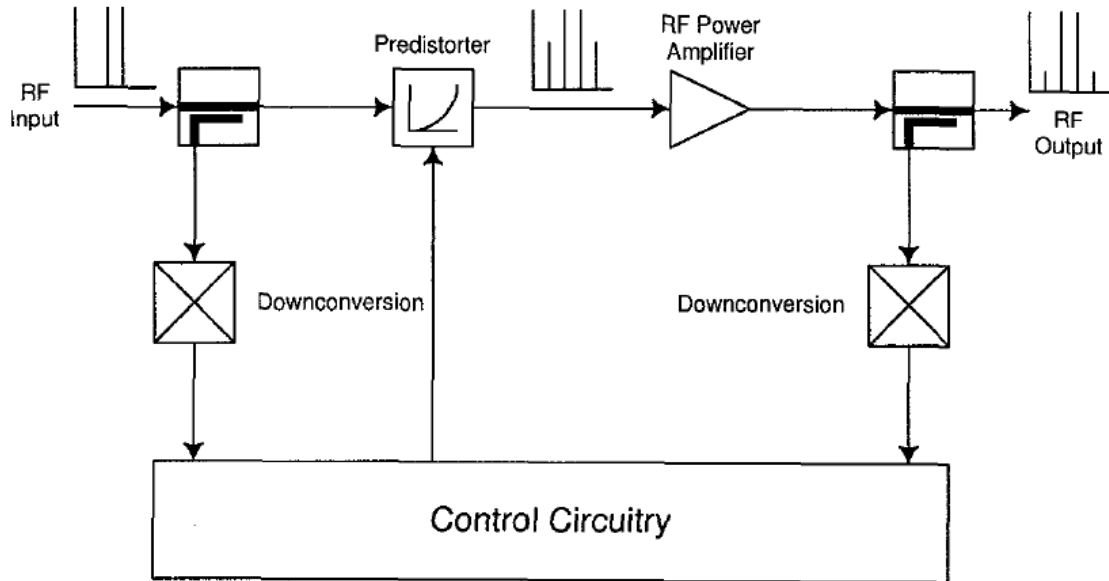 RF
Input
Predistorter
RF Power
Amplifier
RF
Output
Downconversion
Downconversion
Control Circuitry